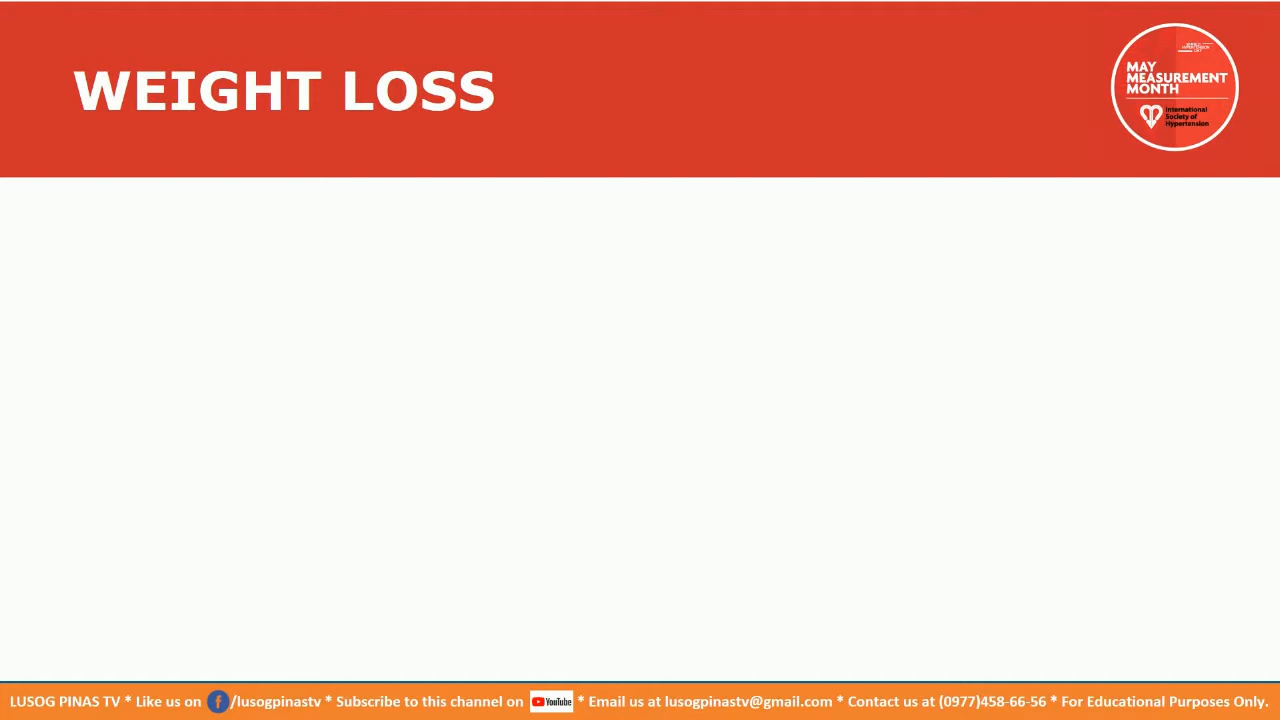 WEIGHT LOSS
MAY
MEASUREMENT
MONTH
International
Society of
Hypertension
LUSOG PINAS TV * Like us on f/lusogpinastv * Subscribe to this channel on YouTube * Email us at lusogpinastv@gmail.com * Contact us at (0977)458-66-56 * For Educational Purposes Only.